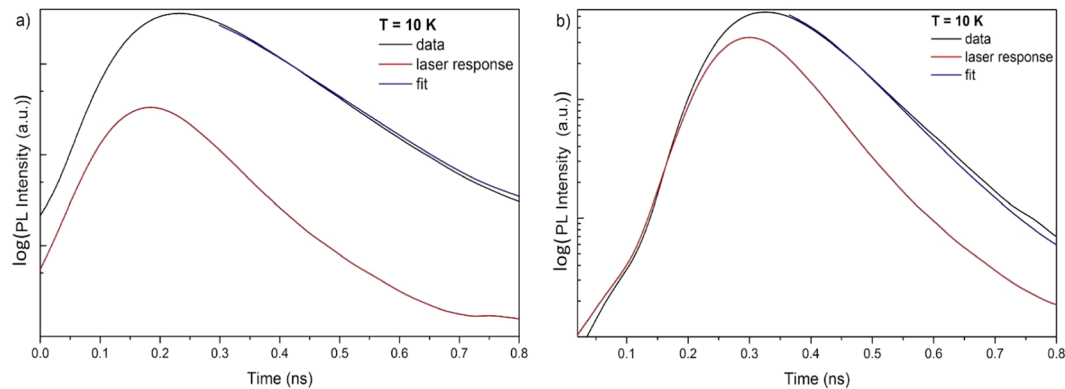 a)
T = 10 K
data
laser response
fit
log(PL Intensity (a.u.))
0.0 0.1 0.2 0.3 0.4 0.5 0.6 0.7 0.8
Time (ns)
b)
T = 10 K
data
laser response
fit
log(PL Intensity (a.u.))
0.1 0.2 0.3 0.4 0.5 0.6 0.7 0.8
Time (ns)